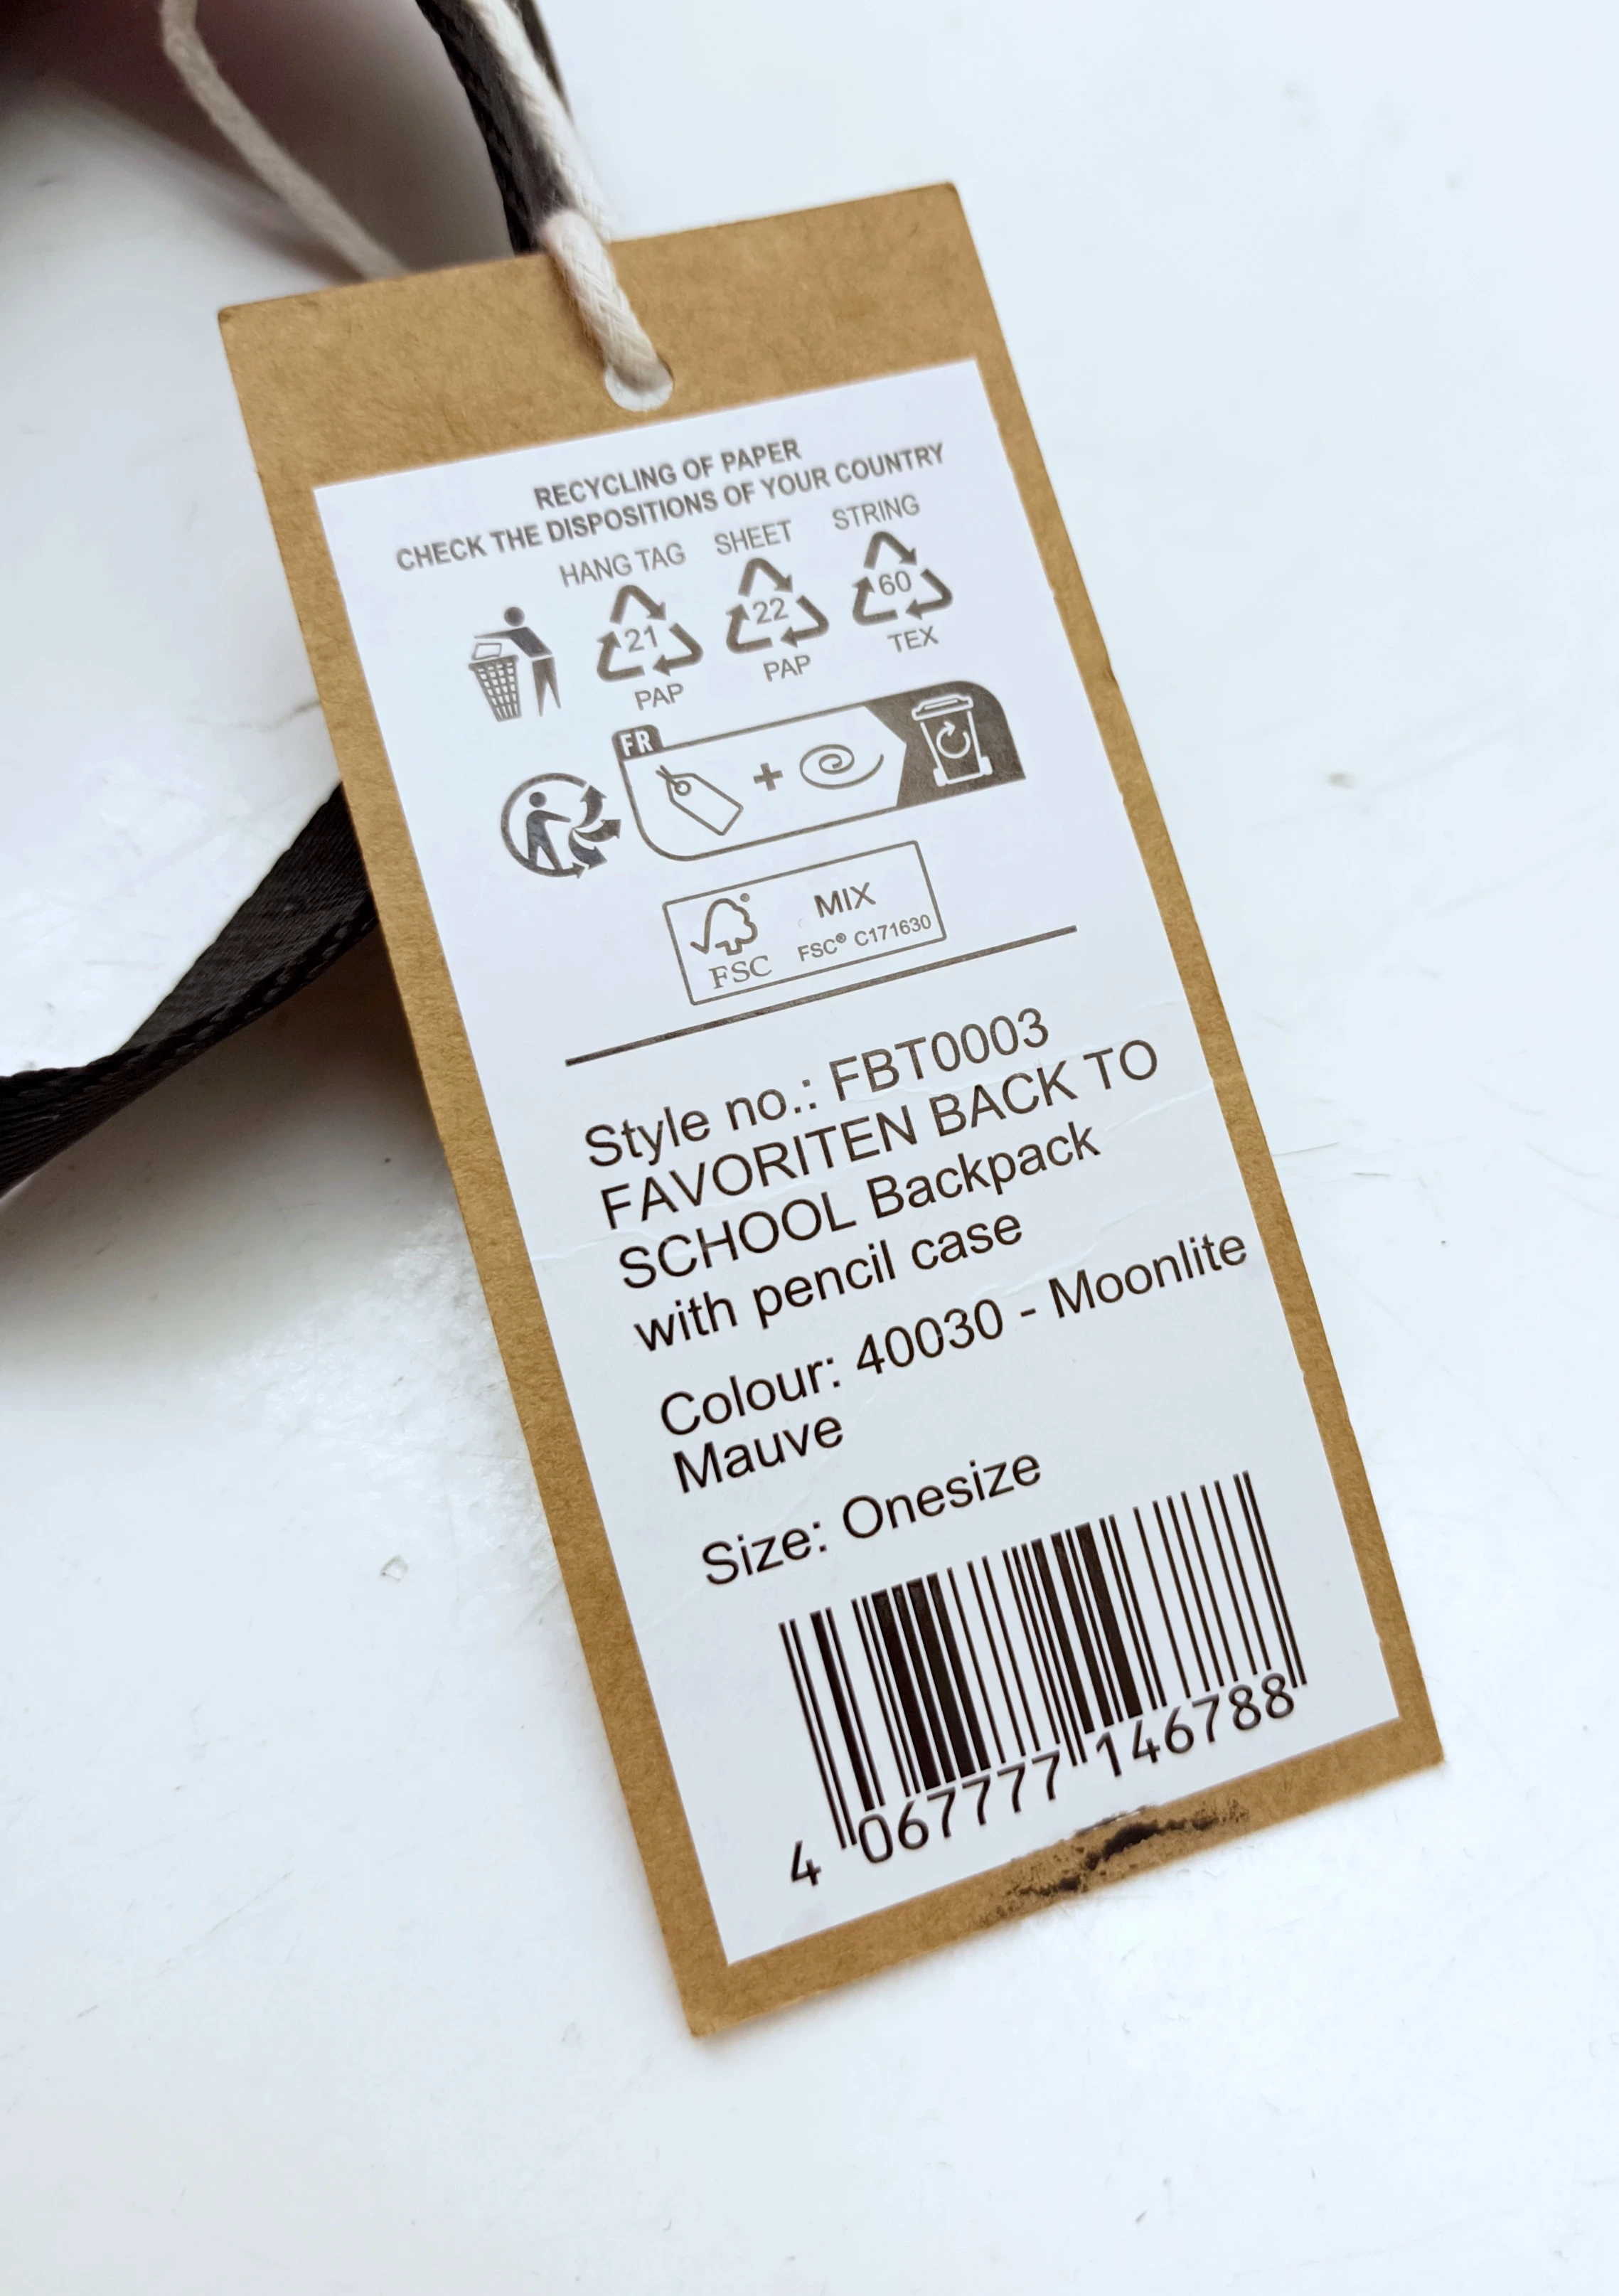 RECYCLING OF PAPER
CHECK THE DISPOSITIONS OF YOUR COUNTRY
HANG TAG SHEET STRING
21 22 60
PAP PAP TEX
FR
+
MIX
FSC FSC® C171630
Style no.: FBT0003
FAVORITEN BACK TO
SCHOOL Backpack
with pencil case
Colour: 40030 - Moonlite
Mauve
Size: Onesize
4 067777 146788